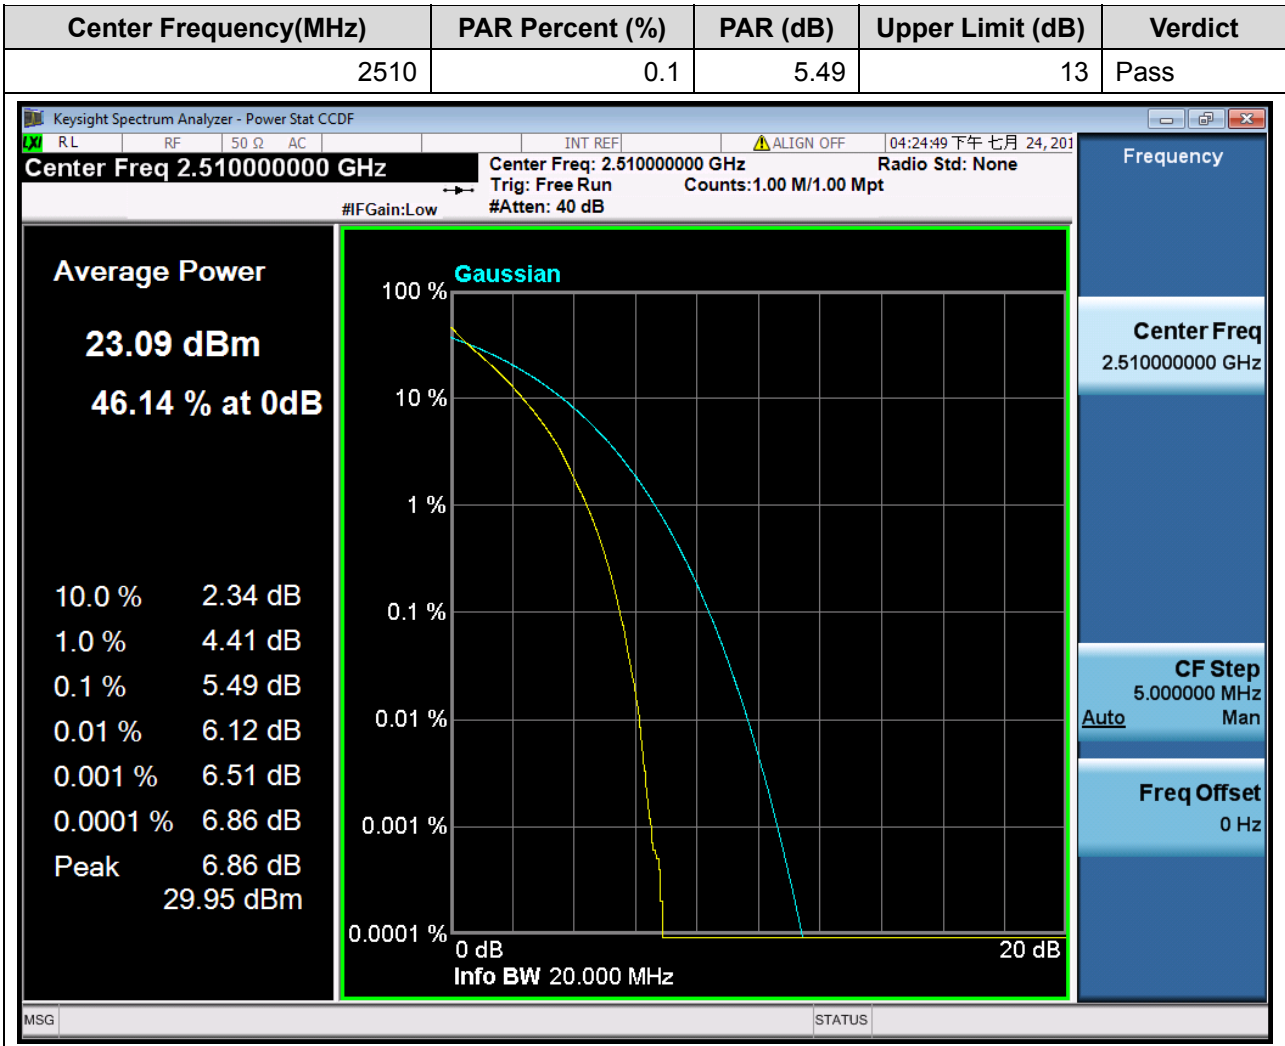 Center Frequency(MHz) PAR Percent (%) PAR (dB) Upper Limit (dB) Verdict
2510 0.1 5.49 13 Pass
Keysight Spectrum Analyzer - Power Stat CCDF
LXI RL RF 50 Ω AC INT REF ALIGN OFF 04:24:49 下午 七月 24, 201
Center Freq 2.510000000 GHz
Center Freq: 2.510000000 GHz Radio Std: None
Trig: Free Run Counts:1.00 M/1.00 Mpt
#IFGain:Low #Atten: 40 dB
Average Power
23.09 dBm
46.14 % at 0dB
10.0 % 2.34 dB
1.0 % 4.41 dB
0.1 % 5.49 dB
0.01 % 6.12 dB
0.001 % 6.51 dB
0.0001 % 6.86 dB
Peak 6.86 dB
29.95 dBm
Gaussian
100 %
10 %
1 %
0.1 %
0.01 %
0.001 %
0.0001 %
0 dB 20 dB
Info BW 20.000 MHz
Frequency
Center Freq
2.510000000 GHz
CF Step
5.000000 MHz
Auto Man
Freq Offset
0 Hz
MSG STATUS